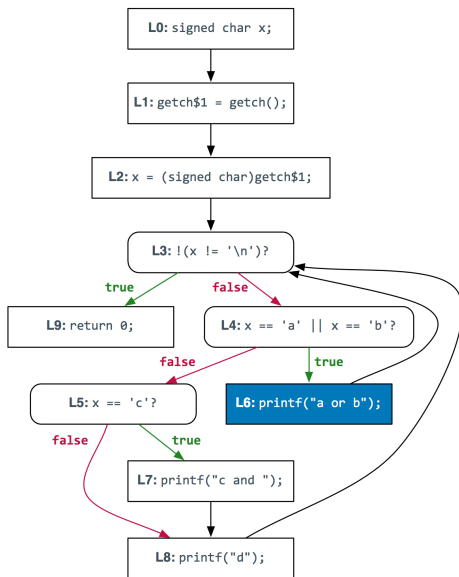 L0: signed char x;
L1: getch$1 = getch();
L2: x = (signed char)getch$1;
L3: !(x != '\n')?
true
false
L9: return 0;
L4: x == 'a' || x == 'b'?
false
true
L5: x == 'c'?
L6: printf("a or b");
false
true
L7: printf("c and ");
L8: printf("d");